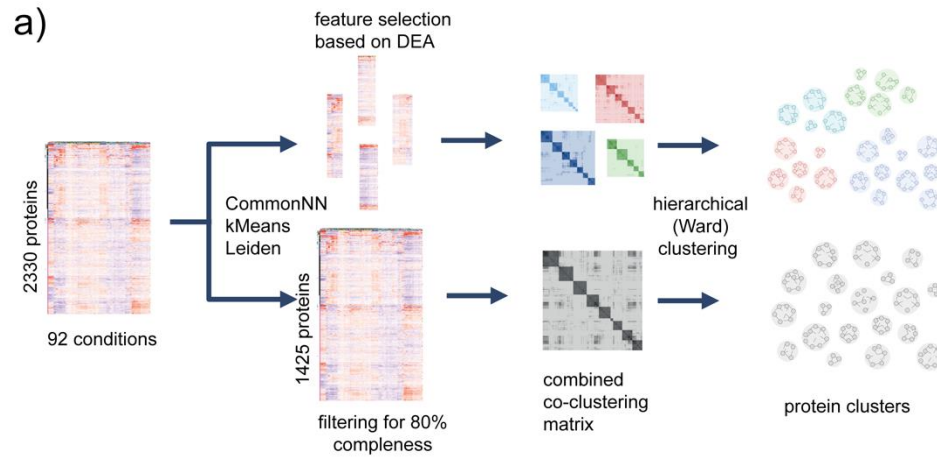 a)
feature selection
based on DEA
2330 proteins
92 conditions
CommonNN
kMeans
Leiden
1425 proteins
filtering for 80%
compleness
combined
co-clustering
matrix
hierarchical
(Ward)
clustering
protein clusters